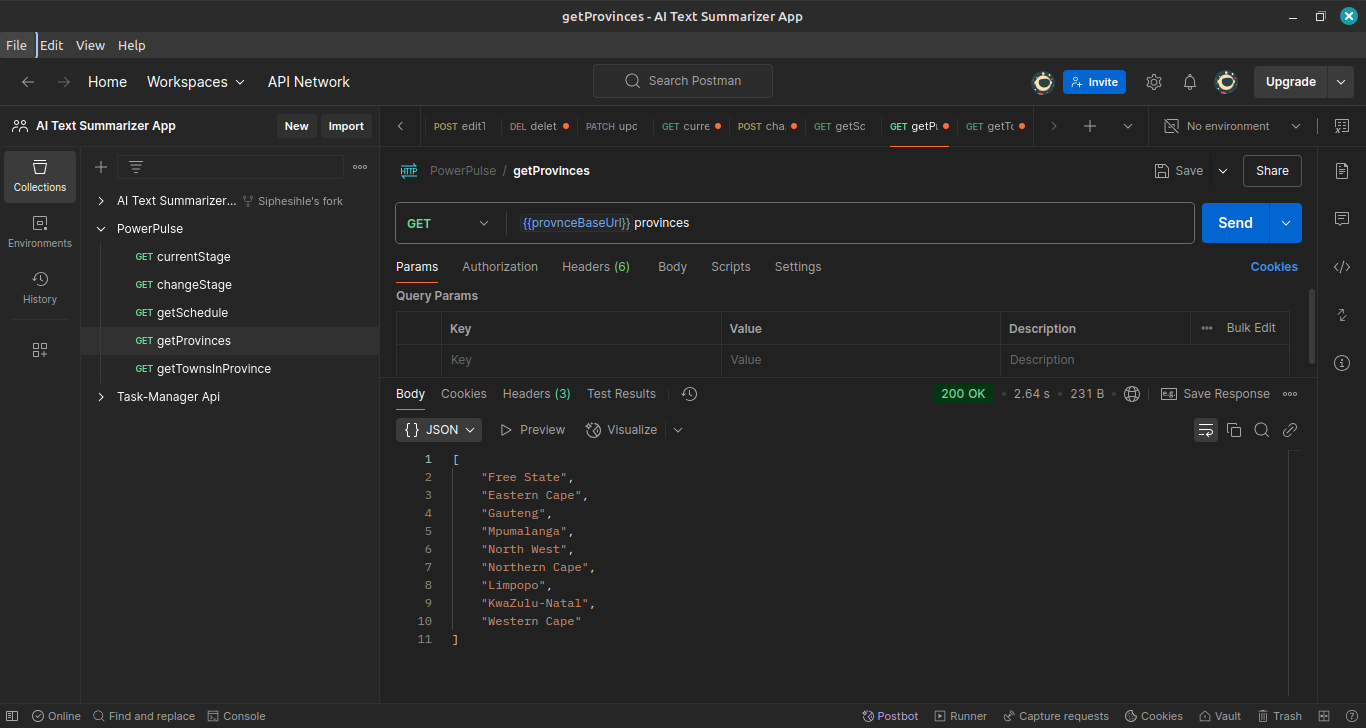 getProvinces - AI Text Summarizer App
File Edit View Help
Home Workspaces API Network Search Postman Invite Upgrade
AI Text Summarizer App New Import
POST editT DEL delet PATCH upc GET curre POST cha. GET getSc GET getPr GET getTc No environment
Collections
Environments
History
AI Text Summarizer... Siphesihle's fork
PowerPulse
GET currentStage
GET changeStage
GET getSchedule
GET getProvinces
GET getTownsInProvince
Task-Manager Api
HTTP PowerPulse / getProvinces Save Share
GET {{provnceBaseUrl}} provinces Send
Params Authorization Headers (6) Body Scripts Settings Cookies
Query Params
Key Value Description Bulk Edit
Key Value Description
Body Cookies Headers (3) Test Results 200 OK • 2.64 s • 231 B e.g. Save Response
{} JSON Preview Visualize
1 [
2 "Free State",
3 "Eastern Cape",
4 "Gauteng",
5 "Mpumalanga",
6 "North West",
7 "Northern Cape",
8 "Limpopo",
9 "KwaZulu-Natal",
10 "Western Cape"
11 ]
Online Find and replace Console Postbot Runner Capture requests Cookies Vault Trash